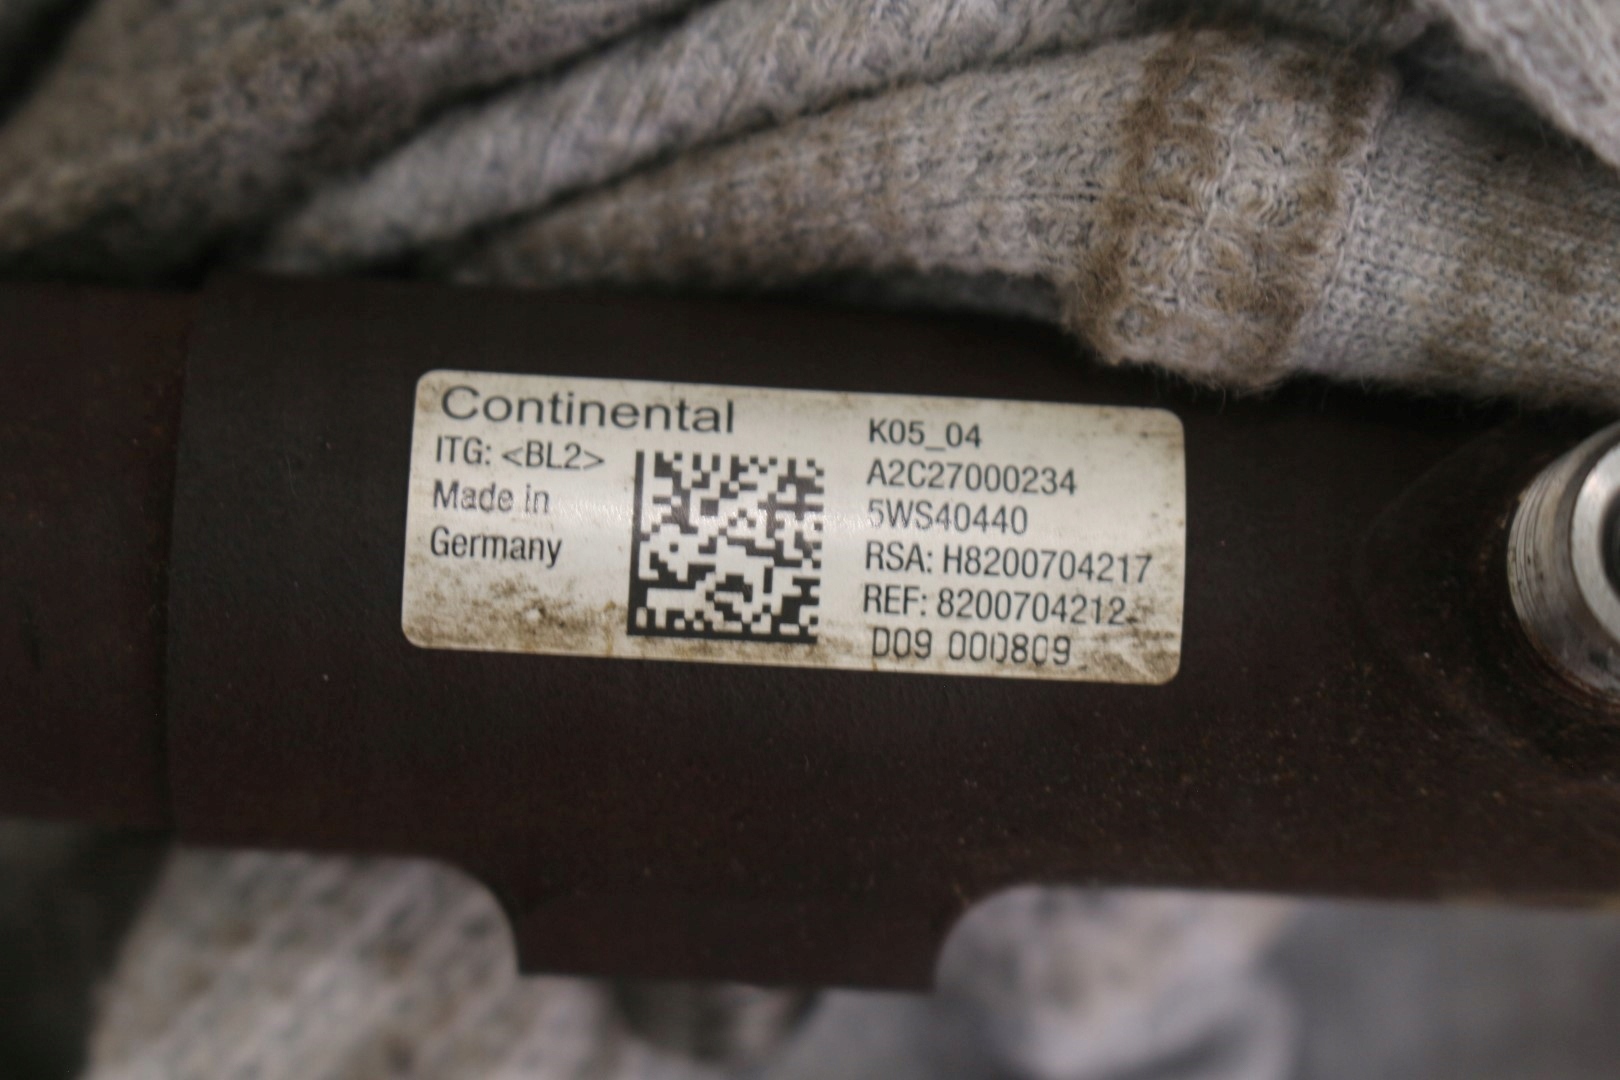 Continental
ITG: <BL2>
Made in
Germany
K05_04
A2C27000234
5WS40440
RSA: H8200704217
REF: 8200704212
D09 000809